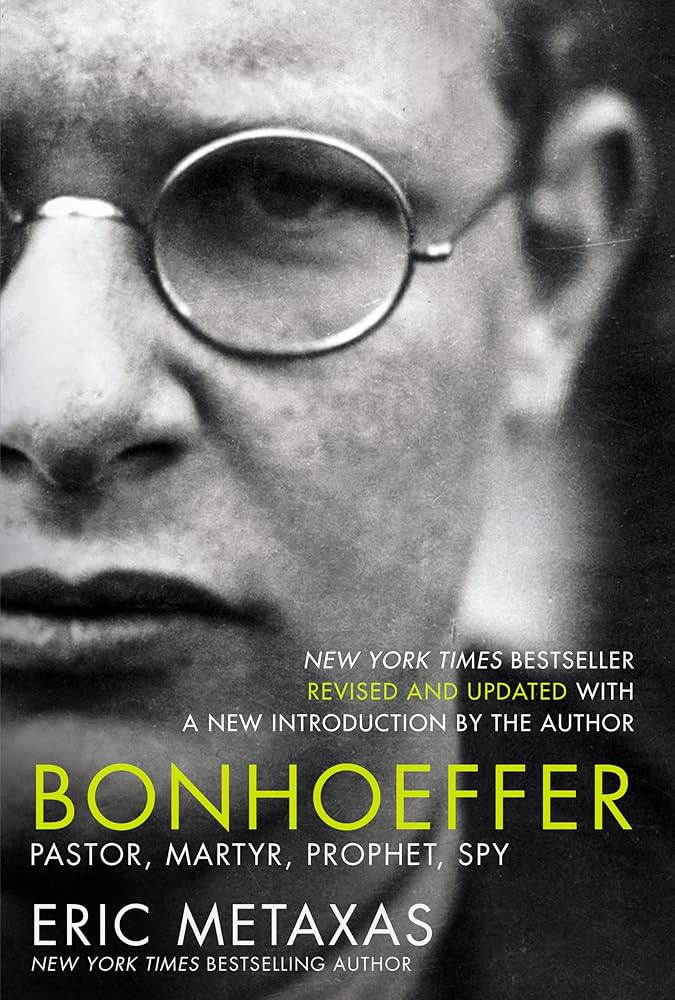 NEW YORK TIMES BESTSELLER
REVISED AND UPDATED WITH
A NEW INTRODUCTION BY THE AUTHOR
BONHOEFFER
PASTOR, MARTYR, PROPHET, SPY
ERIC METAXAS
NEW YORK TIMES BESTSELLING AUTHOR